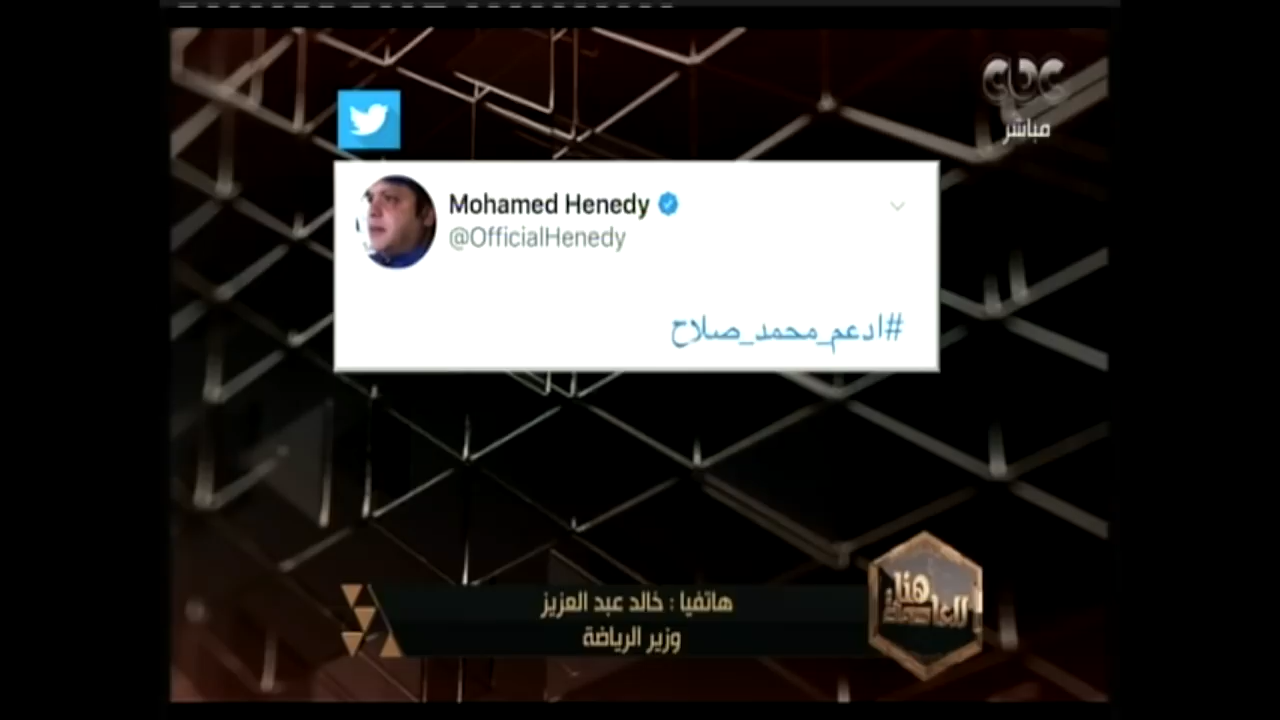 cbc
مباشر
Mohamed Henedy
@OfficialHenedy
#ادعم_محمد_صلاح
هاتفيا : خالد عبد العزيز
وزير الرياضة
هنا
العاصمة